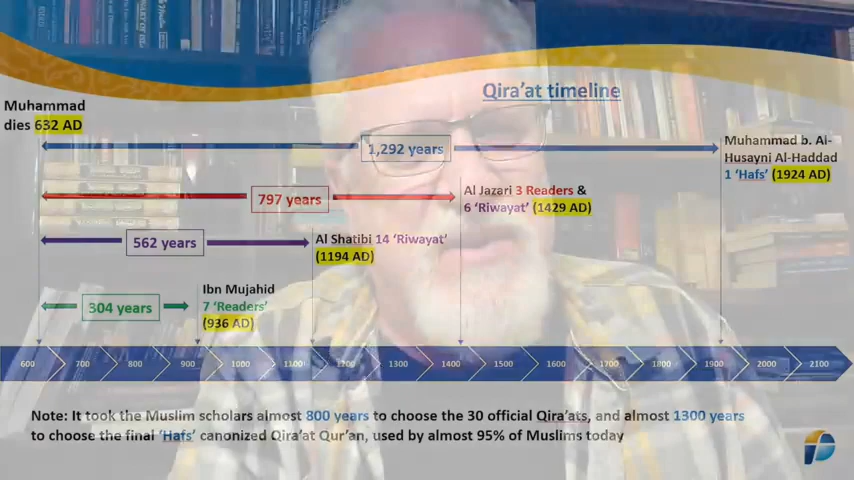 Qira'at timeline
Muhammad
dies 632 AD
1,292 years
Muhammad b. Al-
Husayni Al-Haddad
1 'Hafs' (1924 AD)
797 years
Al Jazari 3 Readers &
6 'Riwayat' (1429 AD)
562 years
Al Shatibi 14 'Riwayat'
(1194 AD)
304 years
Ibn Mujahid
7 'Readers'
(936 AD)
600 700 800 900 1000 1100 1200 1300 1400 1500 1600 1700 1800 1900 2000 2100
Note: It took the Muslim scholars almost 800 years to choose the 30 official Qira'ats, and almost 1300 years
to choose the final 'Hafs' canonized Qira'at Qur'an, used by almost 95% of Muslims today